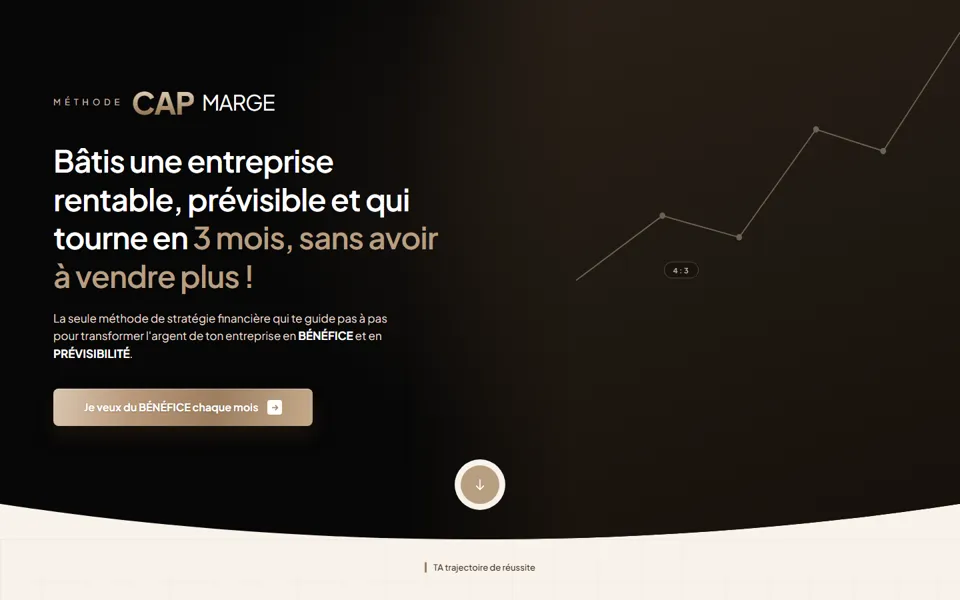 MÉTHODE CAP MARGE
Bâtis une entreprise
rentable, prévisible et qui
tourne en 3 mois, sans avoir
à vendre plus !
La seule méthode de stratégie financière qui te guide pas à pas
pour transformer l'argent de ton entreprise en BÉNÉFICE et en
PRÉVISIBILITÉ.
Je veux du BÉNÉFICE chaque mois
4:3
TA trajectoire de réussite